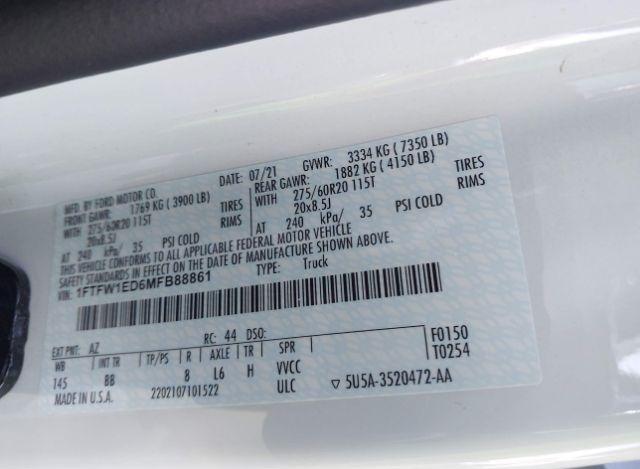 MFD. BY FORD MOTOR CO.
DATE: 07/21 GVWR: 3334 KG ( 7350 LB)
FRONT GAWR: 1769 KG ( 3900 LB) REAR GAWR: 1882 KG ( 4150 LB)
WITH 275/60R20 115T TIRES WITH 275/60R20 115T TIRES
20x8.5J RIMS 20x8.5J RIMS
AT 240 kPa/ 35 PSI COLD AT 240 kPa/ 35 PSI COLD
THIS VEHICLE CONFORMS TO ALL APPLICABLE FEDERAL MOTOR VEHICLE
SAFETY STANDARDS IN EFFECT ON THE DATE OF MANUFACTURE SHOWN ABOVE.
VIN: 1FTFW1ED6MFB88861 TYPE: Truck
F0150
T0254
EXT PNT: AZ RC: 44 DSO:
WB INT TR TP/PS R AXLE TR SPR
145 BB 8 L6 H VVCC
MADE IN U.S.A. 2202107101522 ULC ▽ 5U5A-3520472-AA